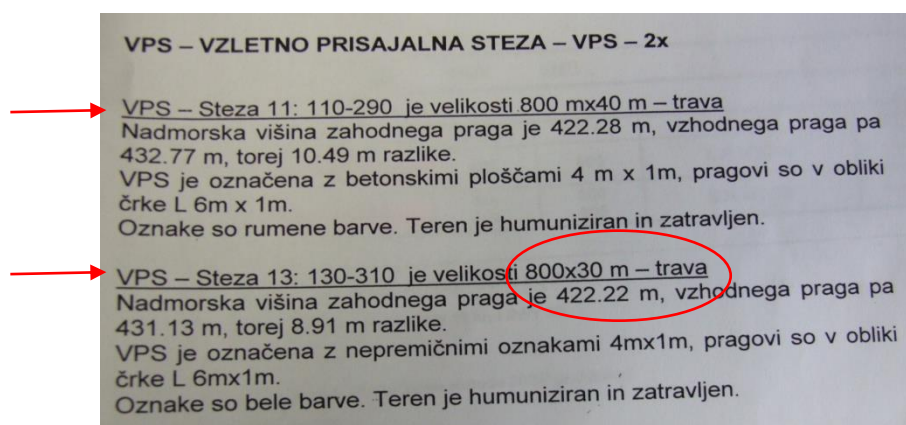 VPS – VZLETNO PRISAJALNA STEZA – VPS – 2x
VPS – Steza 11: 110-290 je velikosti 800 mx40 m – trava
Nadmorska višina zahodnega praga je 422.28 m, vzhodnega praga pa
432.77 m, torej 10.49 m razlike.
VPS je označena z betonskimi ploščami 4 m x 1m, pragovi so v obliki
črke L 6m x 1m.
Oznake so rumene barve. Teren je humuniziran in zatravljen.
VPS – Steza 13: 130-310 je velikosti 800x30 m – trava
Nadmorska višina zahodnega praga je 422.22 m, vzhodnega praga pa
431.13 m, torej 8.91 m razlike.
VPS je označena z nepremičnimi oznakami 4mx1m, pragovi so v obliki
črke L 6mx1m.
Oznake so bele barve. Teren je humuniziran in zatravljen.